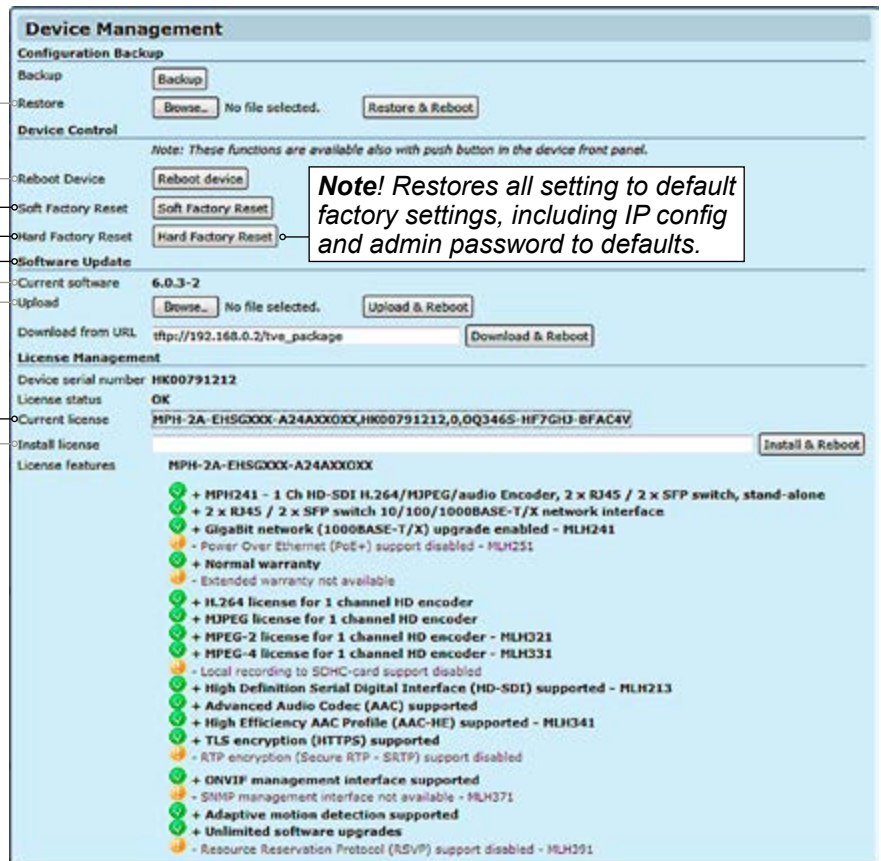 Device Management
Configuration Backup
Backup
Backup
Restore
Browse_ No file selected. Restore & Reboot
Device Control
Note: These functions are available also with push button in the device front panel.
Reboot Device
Reboot device
Soft Factory Reset
Soft Factory Reset
Hard Factory Reset
Hard Factory Reset
Note! Restores all setting to default
factory settings, including IP config
and admin password to defaults.
Software Update
Current software 6.0.3-2
Upload
Browse_ No file selected. Upload & Reboot
Download from URL tftp://192.168.0.2/tve_package Download & Reboot
License Management
Device serial number HK00791212
License status OK
Current license MPH-2A-EHSGXXX-A24AXXOXX,HK00791212,0,OQ346S-HF7GHJ-BFAC4V
Install license Install & Reboot
License features MPH-2A-EHSGXXX-A24AXXOXX
+ MPH241 - 1 Ch HD-SDI H.264/MJPEG/audio Encoder, 2 x RJ45 / 2 x SFP switch, stand-alone
+ 2 x RJ45 / 2 x SFP switch 10/100/1000BASE-T/X network interface
+ GigaBit network (1000BASE-T/X) upgrade enabled - MLH241
- Power Over Ethernet (PoE+) support disabled - MLH251
+ Normal warranty
- Extended warranty not available
+ H.264 license for 1 channel HD encoder
+ MJPEG license for 1 channel HD encoder
+ MPEG-2 license for 1 channel HD encoder - MLH321
+ MPEG-4 license for 1 channel HD encoder - MLH331
- Local recording to SDHC-card support disabled
+ High Definition Serial Digital Interface (HD-SDI) supported - MLH213
+ Advanced Audio Codec (AAC) supported
+ High Efficiency AAC Profile (AAC-HE) supported - MLH341
+ TLS encryption (HTTPS) supported
- RTP encryption (Secure RTP - SRTP) support disabled
+ ONVIF management interface supported
- SNMP management interface not available - MLH371
+ Adaptive motion detection supported
+ Unlimited software upgrades
- Resource Reservation Protocol (RSVP) support disabled - MLH391